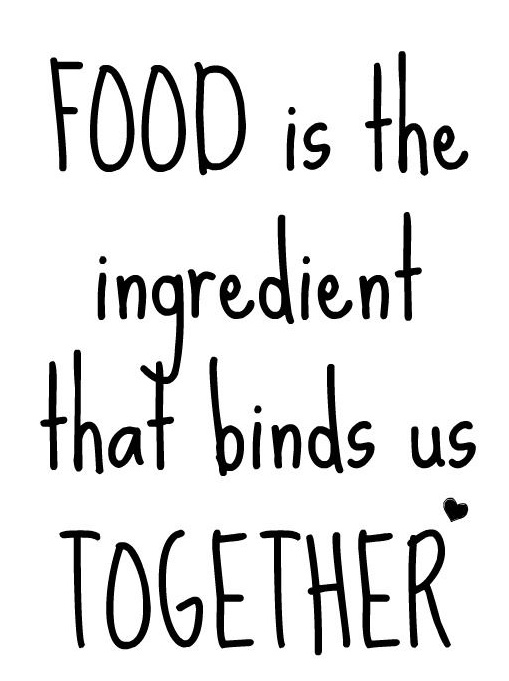 FOOD is the
ingredient
that binds us
TOGETHER